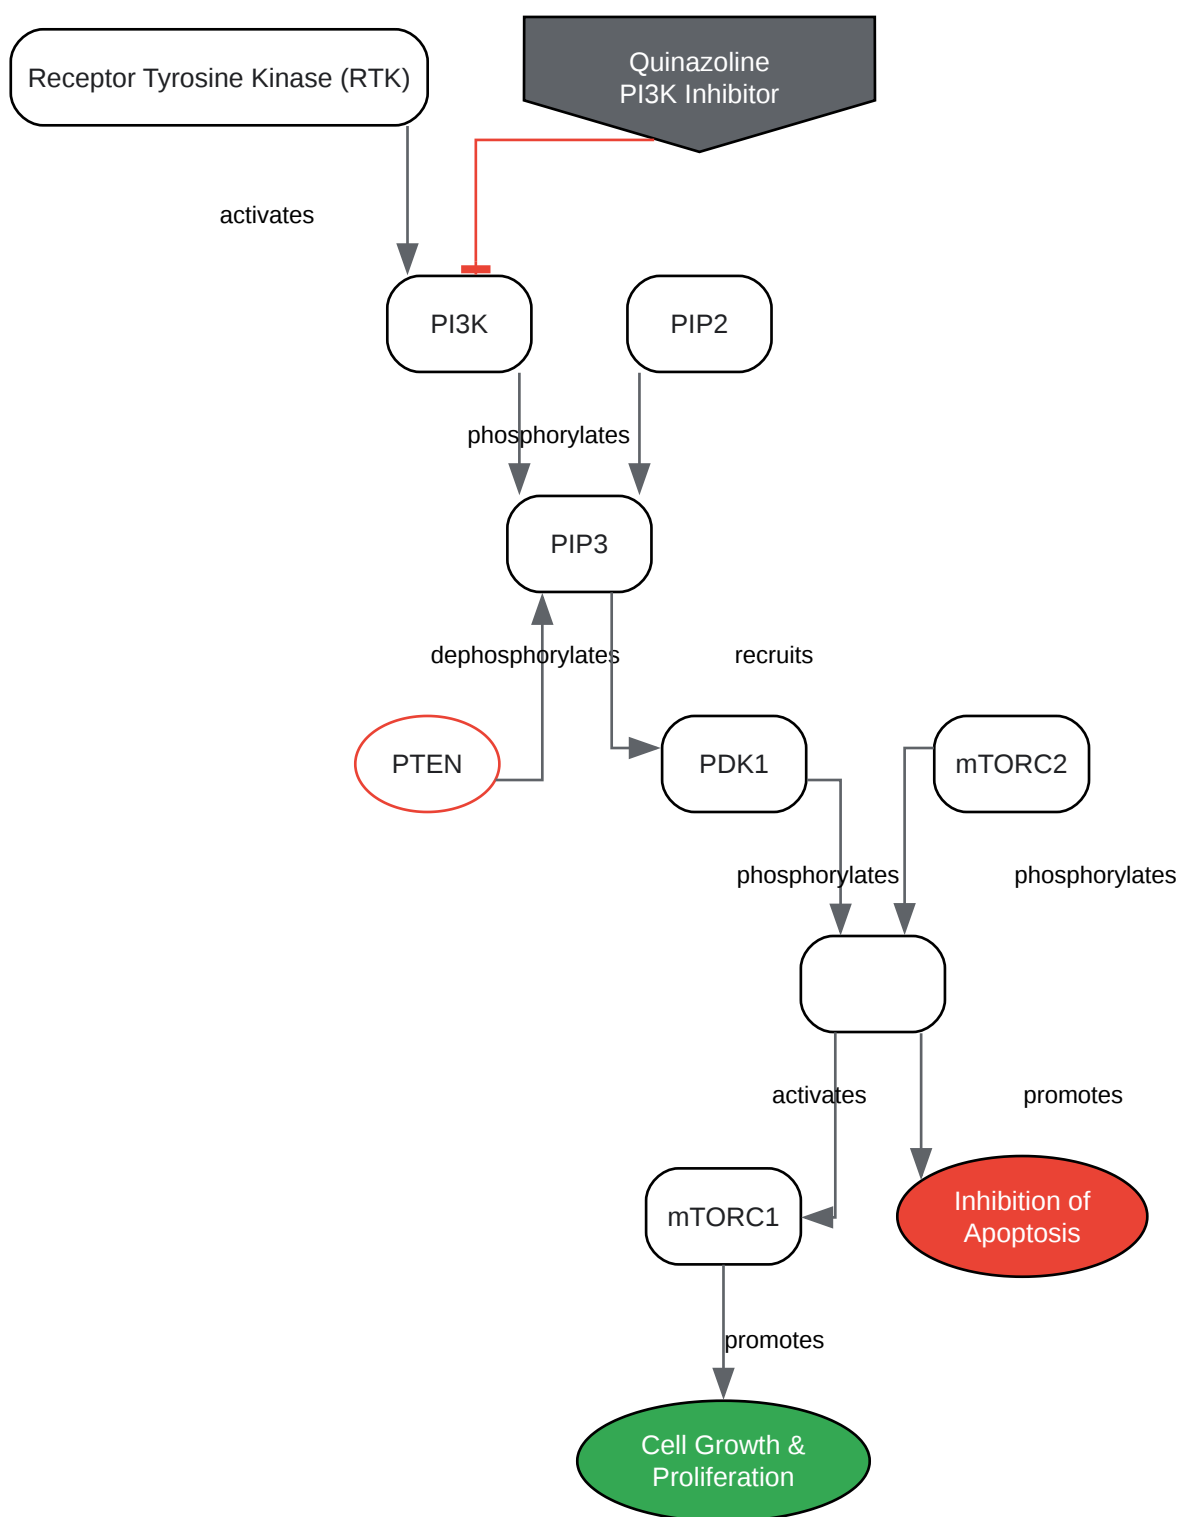 Receptor Tyrosine Kinase (RTK)
Quinazoline
PI3K Inhibitor
activates
PI3K
PIP2
phosphorylates
PIP3
dephosphorylates
recruits
PTEN
PDK1
mTORC2
phosphorylates
phosphorylates
activates
promotes
mTORC1
Inhibition of
Apoptosis
promotes
Cell Growth &
Proliferation